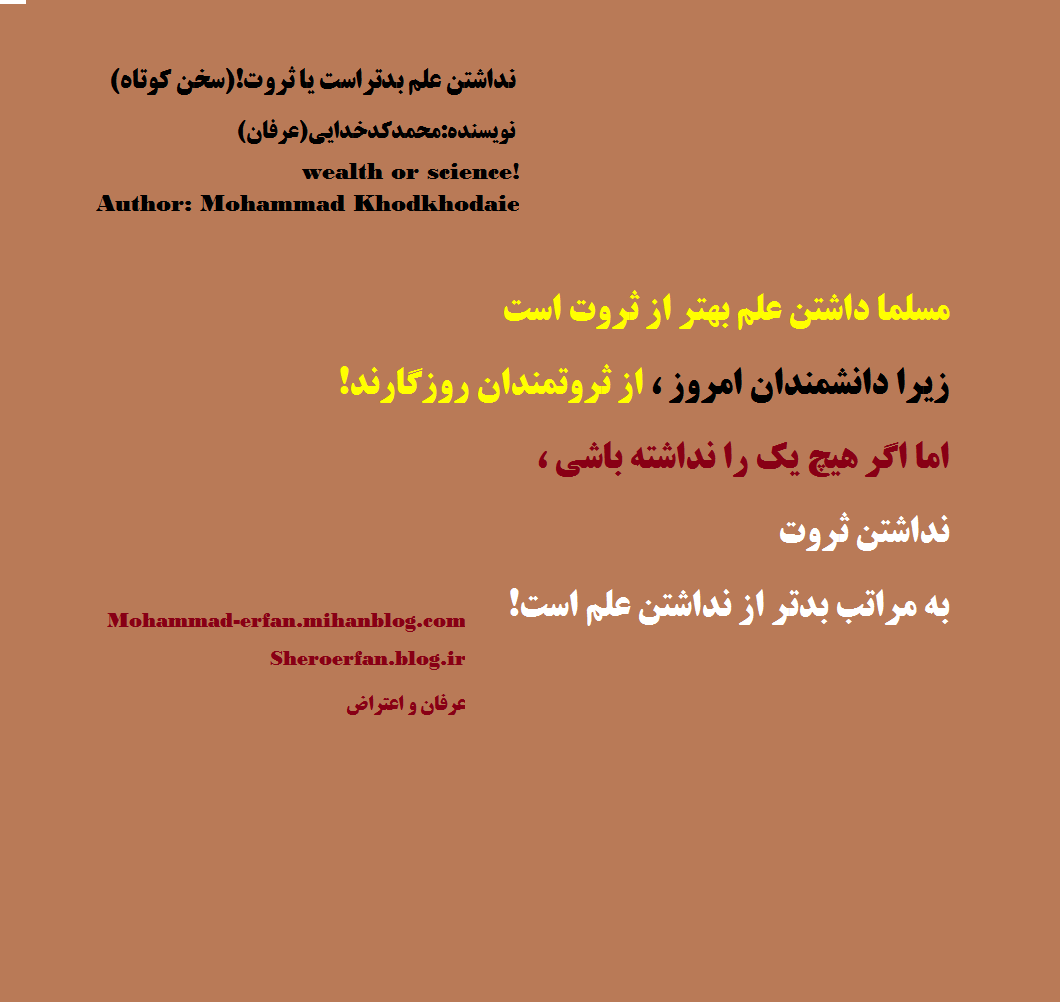 نداشتن علم بدتر است یا ثروت!(سخن کوتاه)
نویسنده:محمدکدخدایی(عرفان)
wealth or science!
Author: Mohammad Khodkhodaie
مسلما داشتن علم بهتر از ثروت است
زیرا دانشمندان امروز ، از ثروتمندان روزگارند!
اما اگر هیچ یک را نداشته باشی ،
نداشتن ثروت
به مراتب بدتر از نداشتن علم است!
Mohammad-erfan.mihanblog.com
Sheroerfan.blog.ir
عرفان و اعتراض